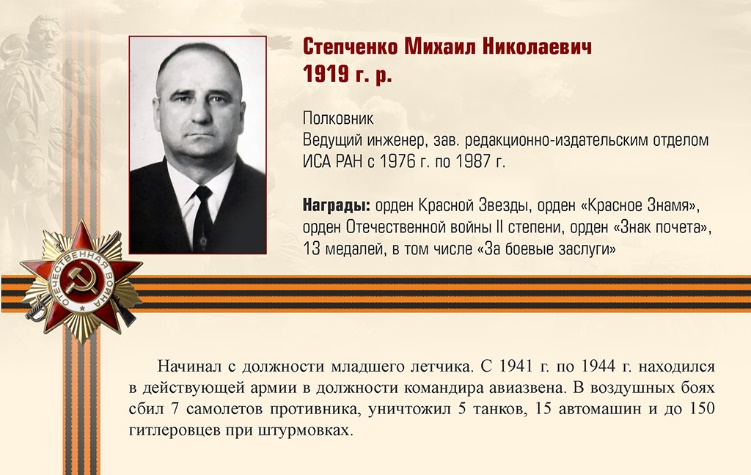 Степченко Михаил Николаевич
1919 г. р.
Полковник
Ведущий инженер, зав. редакционно-издательским отделом
ИСА РАН с 1976 г. по 1987 г.
Награды: орден Красной Звезды, орден «Красное Знамя»,
орден Отечественной войны II степени, орден «Знак почета»,
13 медалей, в том числе «За боевые заслуги»
ОТЕЧЕСТВЕННАЯ ВОЙНА
Начинал с должности младшего летчика. С 1941 г. по 1944 г. находился
в действующей армии в должности командира авиазвена. В воздушных боях
сбил 7 самолетов противника, уничтожил 5 танков, 15 автомашин и до 150
гитлеровцев при штурмовках.